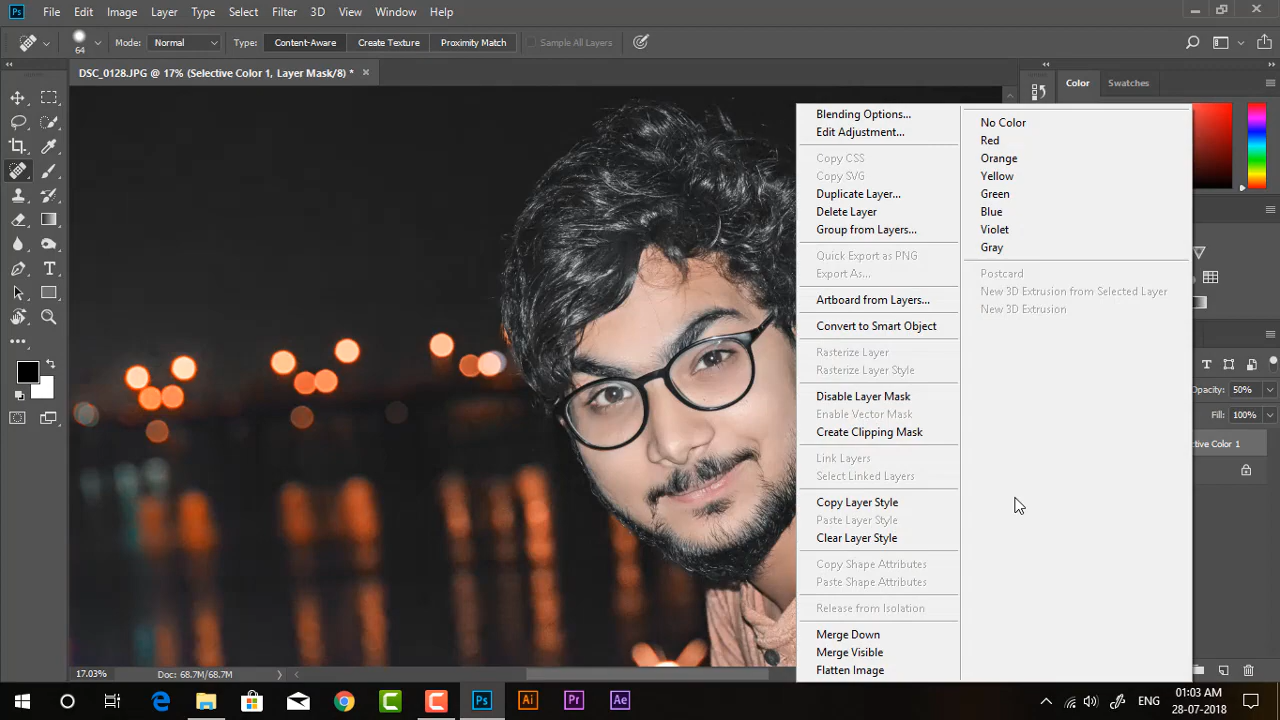 Ps File Edit Image Layer Type Select Filter 3D View Window Help
64 Mode: Normal Type: Content-Aware Create Texture Proximity Match Sample All Layers
DSC_0128.JPG @ 17% (Selective Color 1, Layer Mask/8) *
Color Swatches
Blending Options...
Edit Adjustment...
Copy CSS
Copy SVG
Duplicate Layer...
Delete Layer
Group from Layers...
Quick Export as PNG
Export As...
Artboard from Layers...
Convert to Smart Object
Rasterize Layer
Rasterize Layer Style
Disable Layer Mask
Enable Vector Mask
Create Clipping Mask
Link Layers
Select Linked Layers
Copy Layer Style
Paste Layer Style
Clear Layer Style
Copy Shape Attributes
Paste Shape Attributes
Release from Isolation
Merge Down
Merge Visible
Flatten Image
No Color
Red
Orange
Yellow
Green
Blue
Violet
Gray
Postcard
New 3D Extrusion from Selected Layer
New 3D Extrusion
Opacity: 50%
Fill: 100%
ctive Color 1
17.03% Doc: 68.7M/68.7M
Ps Ai Pr Ae
ENG
01:03 AM
28-07-2018